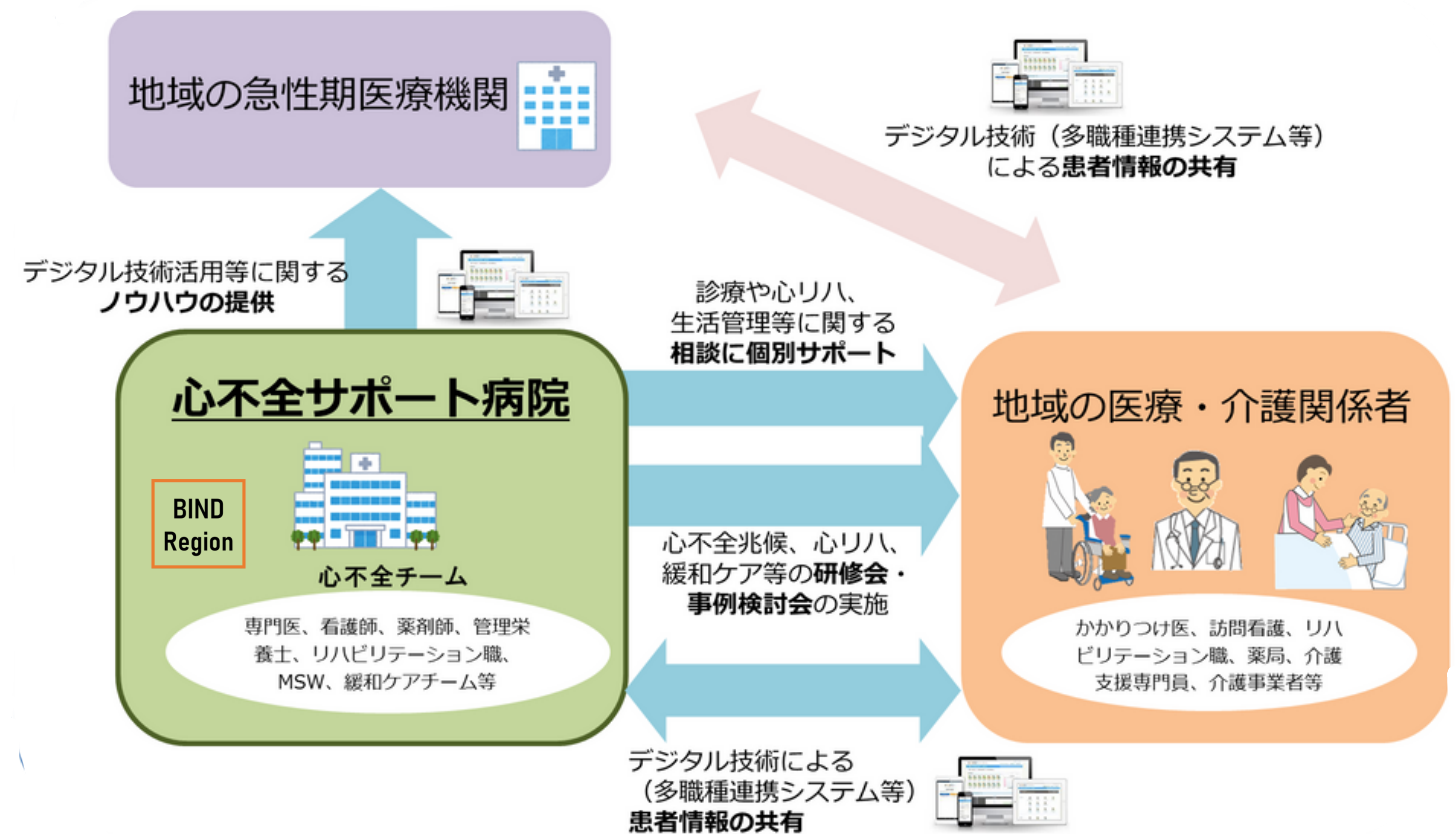 地域の急性期医療機関
デジタル技術（多職種連携システム等）
による患者情報の共有
デジタル技術活用等に関する
ノウハウの提供
診療や心リハ、
生活管理等に関する
相談に個別サポート
心不全サポート病院
BIND
Region
心不全チーム
専門医、看護師、薬剤師、管理栄
養士、リハビリテーション職、
MSW、緩和ケアチーム等
心不全兆候、心リハ、
緩和ケア等の研修会・
事例検討会の実施
地域の医療・介護関係者
かかりつけ医、訪問看護、リハ
ビリテーション職、薬局、介護
支援専門員、介護事業者等
デジタル技術による
（多職種連携システム等）
患者情報の共有